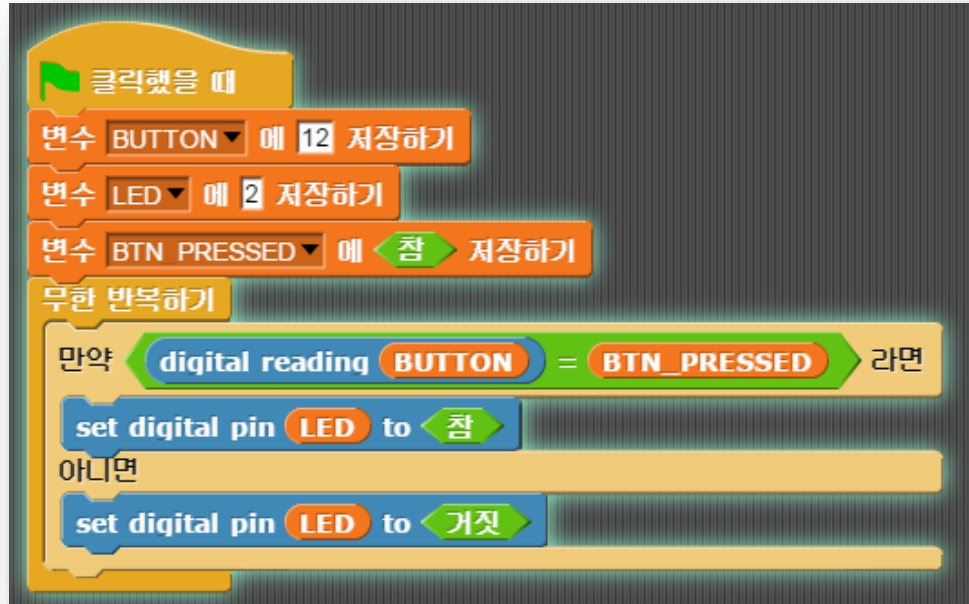 클릭했을 때
변수 BUTTON 에 12 저장하기
변수 LED 에 2 저장하기
변수 BTN PRESSED 에 참 저장하기
무한 반복하기
만약 digital reading BUTTON = BTN_PRESSED 라면
set digital pin LED to 참
아니면
set digital pin LED to 거짓